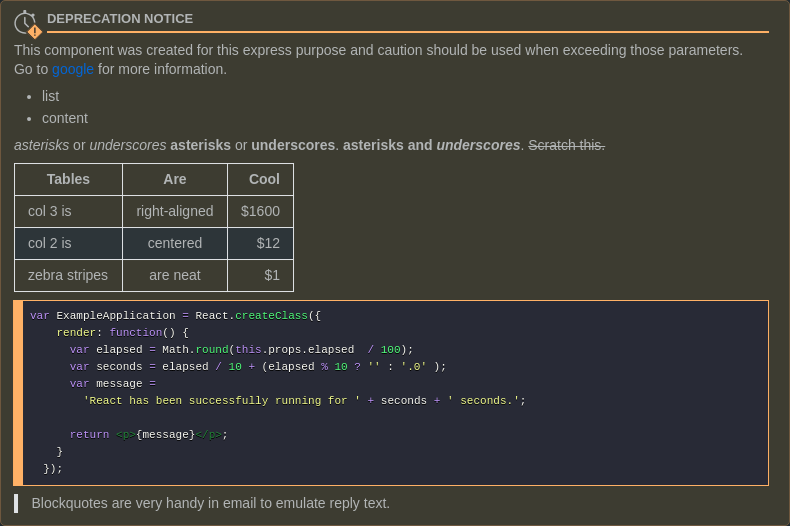 DEPRECATION NOTICE
This component was created for this express purpose and caution should be used when exceeding those parameters.
Go to google for more information.
• list
• content
asterisks or underscores asterisks or underscores. asterisks and underscores. Scratch this.
Tables Are Cool
col 3 is right-aligned $1600
col 2 is centered $12
zebra stripes are neat $1
var ExampleApplication = React.createClass({
    render: function() {
      var elapsed = Math.round(this.props.elapsed  / 100);
      var seconds = elapsed / 10 + (elapsed % 10 ? '' : '.0' );
      var message =
        'React has been successfully running for ' + seconds + ' seconds.';
      return <p>{message}</p>;
    }
  });
Blockquotes are very handy in email to emulate reply text.